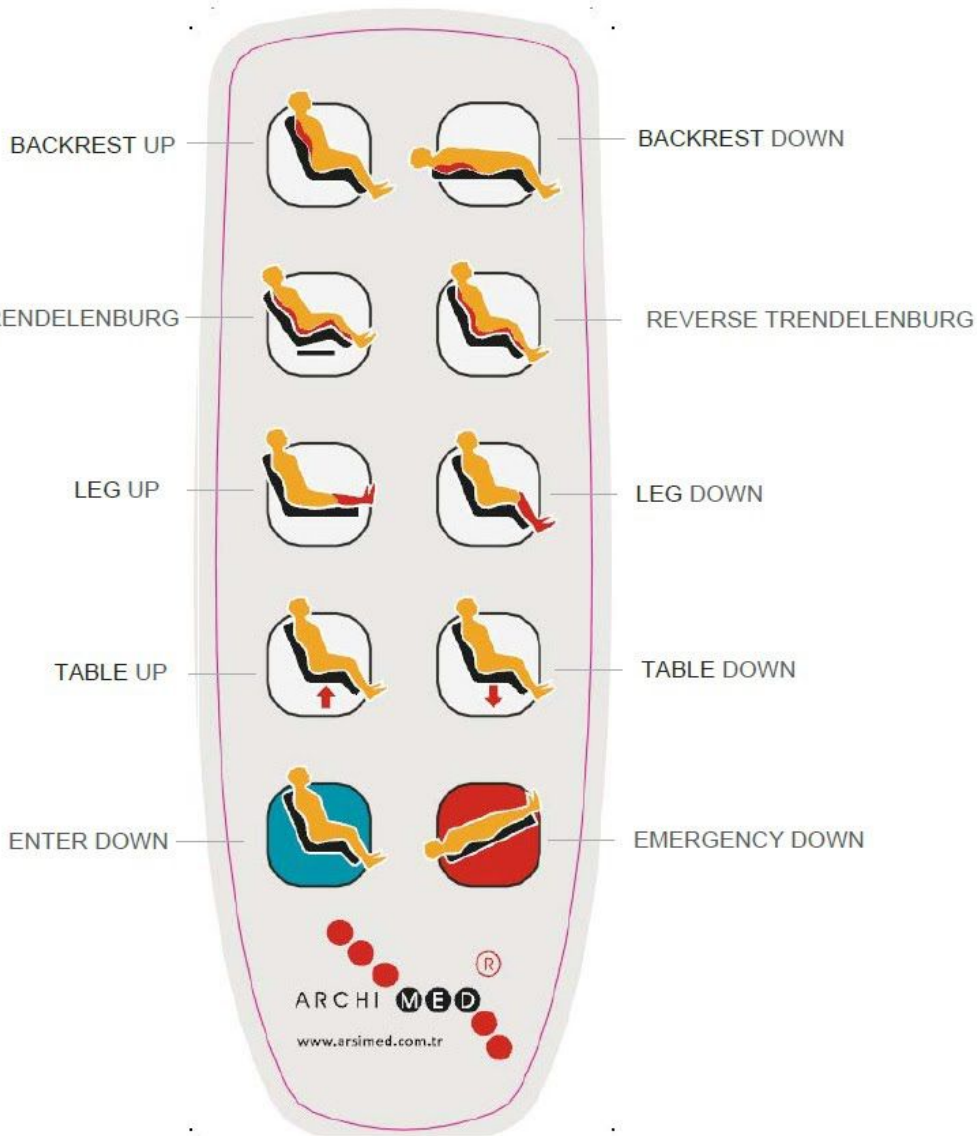 BACKREST UP
BACKREST DOWN
RENDELENBURG
REVERSE TRENDELENBURG
LEG UP
LEG DOWN
TABLE UP
TABLE DOWN
ENTER DOWN
EMERGENCY DOWN
®
ARCHI MED
www.arsimed.com.tr